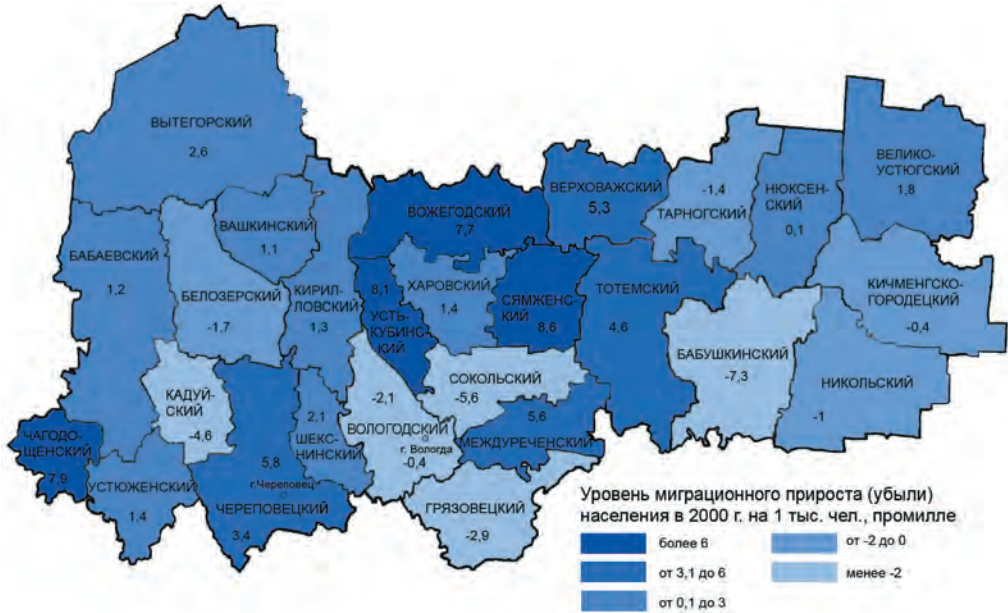 ВЫТЕГОРСКИЙ
2,6
ВАШКИНСКИЙ
1,1
БАБАЕВСКИЙ
1,2
БЕЛОЗЕРСКИЙ
-1,7
КИРИЛ-
ЛОВСКИЙ
1,3
ВОЖЕГОДСКИЙ
7,7
ВЕРХОВАЖСКИЙ
5,3
-1,4
ТАРНОГСКИЙ
НЮКСЕН-
СКИЙ
0,1
ВЕЛИКО-
УСТЮГСКИЙ
1,8
8,1
УСТЬ-
КУБИНС-
КИЙ
ХАРОВСКИЙ
1,4
СЯМЖЕНС-
КИЙ
8,6
ТОТЕМСКИЙ
4,6
КИЧМЕНГСКО-
ГОРОДЕЦКИЙ
-0,4
БАБУШКИНСКИЙ
-7,3
НИКОЛЬСКИЙ
-1
КАДУЙ-
СКИЙ
-4,6
СОКОЛЬСКИЙ
-5,6
-2,1
ВОЛОГОДСКИЙ
г. Вологда
-0,4
5,6
МЕЖДУРЕЧЕНСКИЙ
2,1
ШЕКС-
НИНСКИЙ
ЧАГОДО-
ЩЕНСКИЙ
7,9
УСТЮЖЕНСКИЙ
1,4
5,8
г.Череповец
ЧЕРЕПОВЕЦКИЙ
3,4
ГРЯЗОВЕЦКИЙ
-2,9
Уровень миграционного прироста (убыли)
населения в 2000 г. на 1 тыс. чел., промилле
более 6
от 3,1 до 6
от 0,1 до 3
от -2 до 0
менее -2